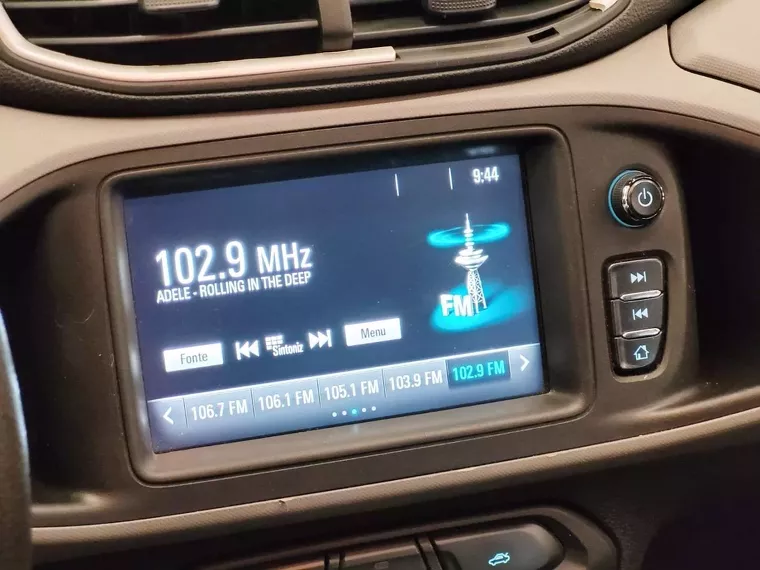 9:44
102.9 MHz
ADELE - ROLLING IN THE DEEP
FM
Fonte
Sintoniz
Menu
106.7 FM
106.1 FM
105.1 FM
103.9 FM
102.9 FM